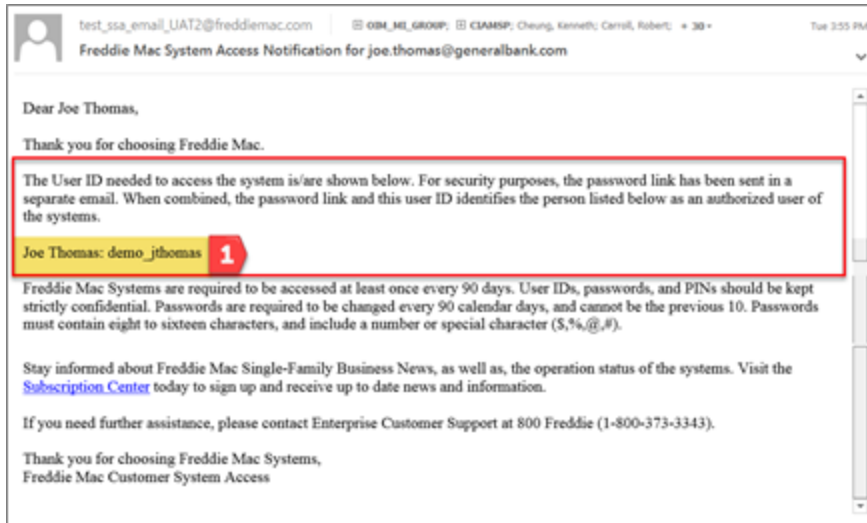 test_ssa_email_UAT2@freddiemac.com OIM_MI_GROUP; CIAMSP; Cheung, Kenneth; Carroll, Robert; + 30 Tue 3:55 PM
Freddie Mac System Access Notification for joe.thomas@generalbank.com
Dear Joe Thomas,
Thank you for choosing Freddie Mac.
The User ID needed to access the system is/are shown below. For security purposes, the password link has been sent in a
separate email. When combined, the password link and this user ID identifies the person listed below as an authorized user of
the systems.
Joe Thomas: demo_jthomas 1
Freddie Mac Systems are required to be accessed at least once every 90 days. User IDs, passwords, and PINs should be kept
strictly confidential. Passwords are required to be changed every 90 calendar days, and cannot be the previous 10. Passwords
must contain eight to sixteen characters, and include a number or special character ($,%,@,#).
Stay informed about Freddie Mac Single-Family Business News, as well as, the operation status of the systems. Visit the
Subscription Center today to sign up and receive up to date news and information.
If you need further assistance, please contact Enterprise Customer Support at 800 Freddie (1-800-373-3343).
Thank you for choosing Freddie Mac Systems,
Freddie Mac Customer System Access